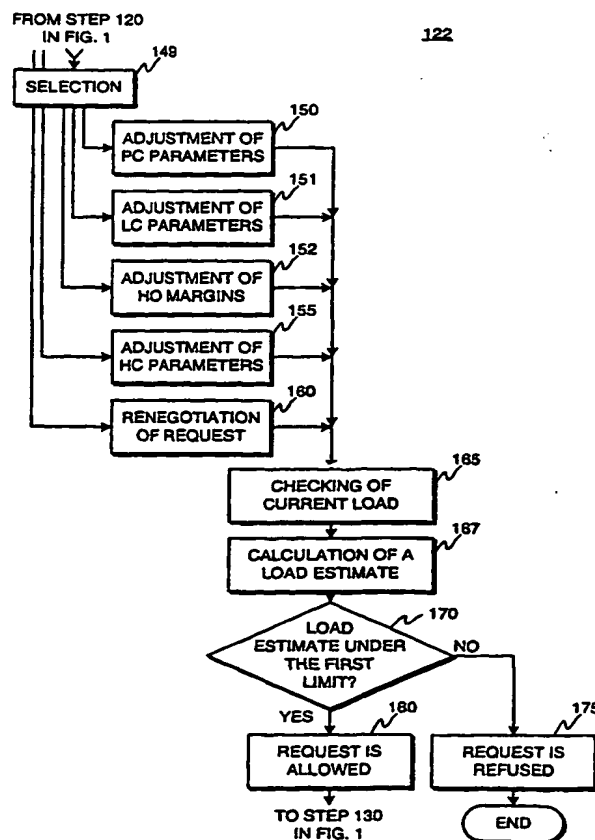 FROM STEP 120
IN FIG. 1
122
149
SELECTION
150
ADJUSTMENT OF
PC PARAMETERS
151
ADJUSTMENT OF
LC PARAMETERS
152
ADJUSTMENT OF
HO MARGINS
155
ADJUSTMENT OF
HC PARAMETERS
160
RENEGOTIATION
OF REQUEST
165
CHECKING OF
CURRENT LOAD
167
CALCULATION OF A
LOAD ESTIMATE
170
LOAD
ESTIMATE UNDER
THE FIRST
LIMIT?
NO
YES
180
REQUEST IS
ALLOWED
175
REQUEST IS
REFUSED
TO STEP 130
IN FIG. 1
END